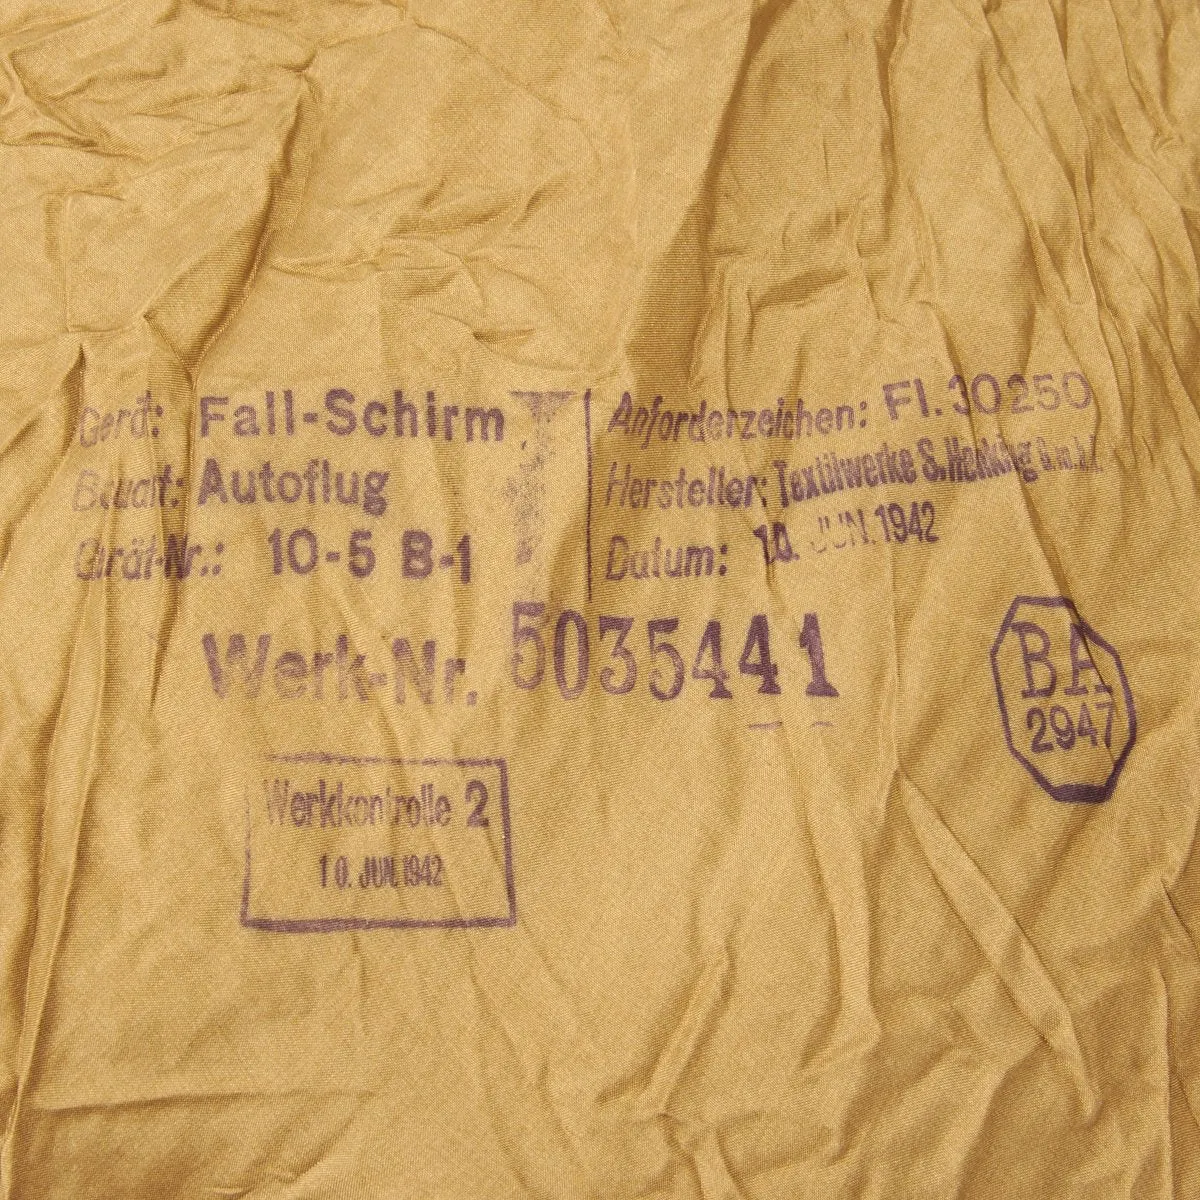 Gerät: Fall-Schirm
Bauart: Autoflug
Gerät-Nr.: 10-5 B-1
Anforderzeichen: Fl. 30250
Hersteller: Textilwerke S. G.m.b.H.
Datum: 10. JUN. 1942
Werk-Nr. 5035441
BA
2947
Werkkontrolle 2
10. JUN. 1942